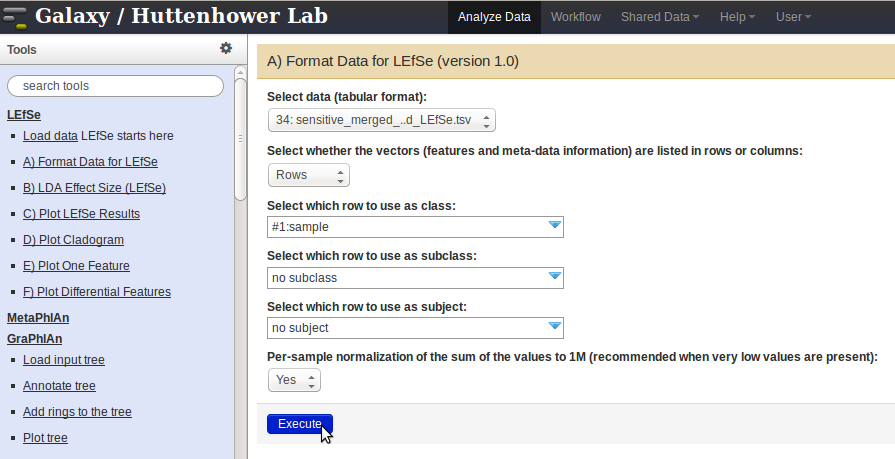 Galaxy / Huttenhower Lab
Analyze Data
Workflow
Shared Data
Help
User
Tools
search tools
LEfSe
Load data LEfSe starts here
A) Format Data for LEfSe
B) LDA Effect Size (LEfSe)
C) Plot LEfSe Results
D) Plot Cladogram
E) Plot One Feature
F) Plot Differential Features
MetaPhlAn
GraPhlAn
Load input tree
Annotate tree
Add rings to the tree
Plot tree
A) Format Data for LEfSe (version 1.0)
Select data (tabular format):
34: sensitive_merged_..d_LEfSe.tsv
Select whether the vectors (features and meta-data information) are listed in rows or columns:
Rows
Select which row to use as class:
#1:sample
Select which row to use as subclass:
no subclass
Select which row to use as subject:
no subject
Per-sample normalization of the sum of the values to 1M (recommended when very low values are present):
Yes
Execute